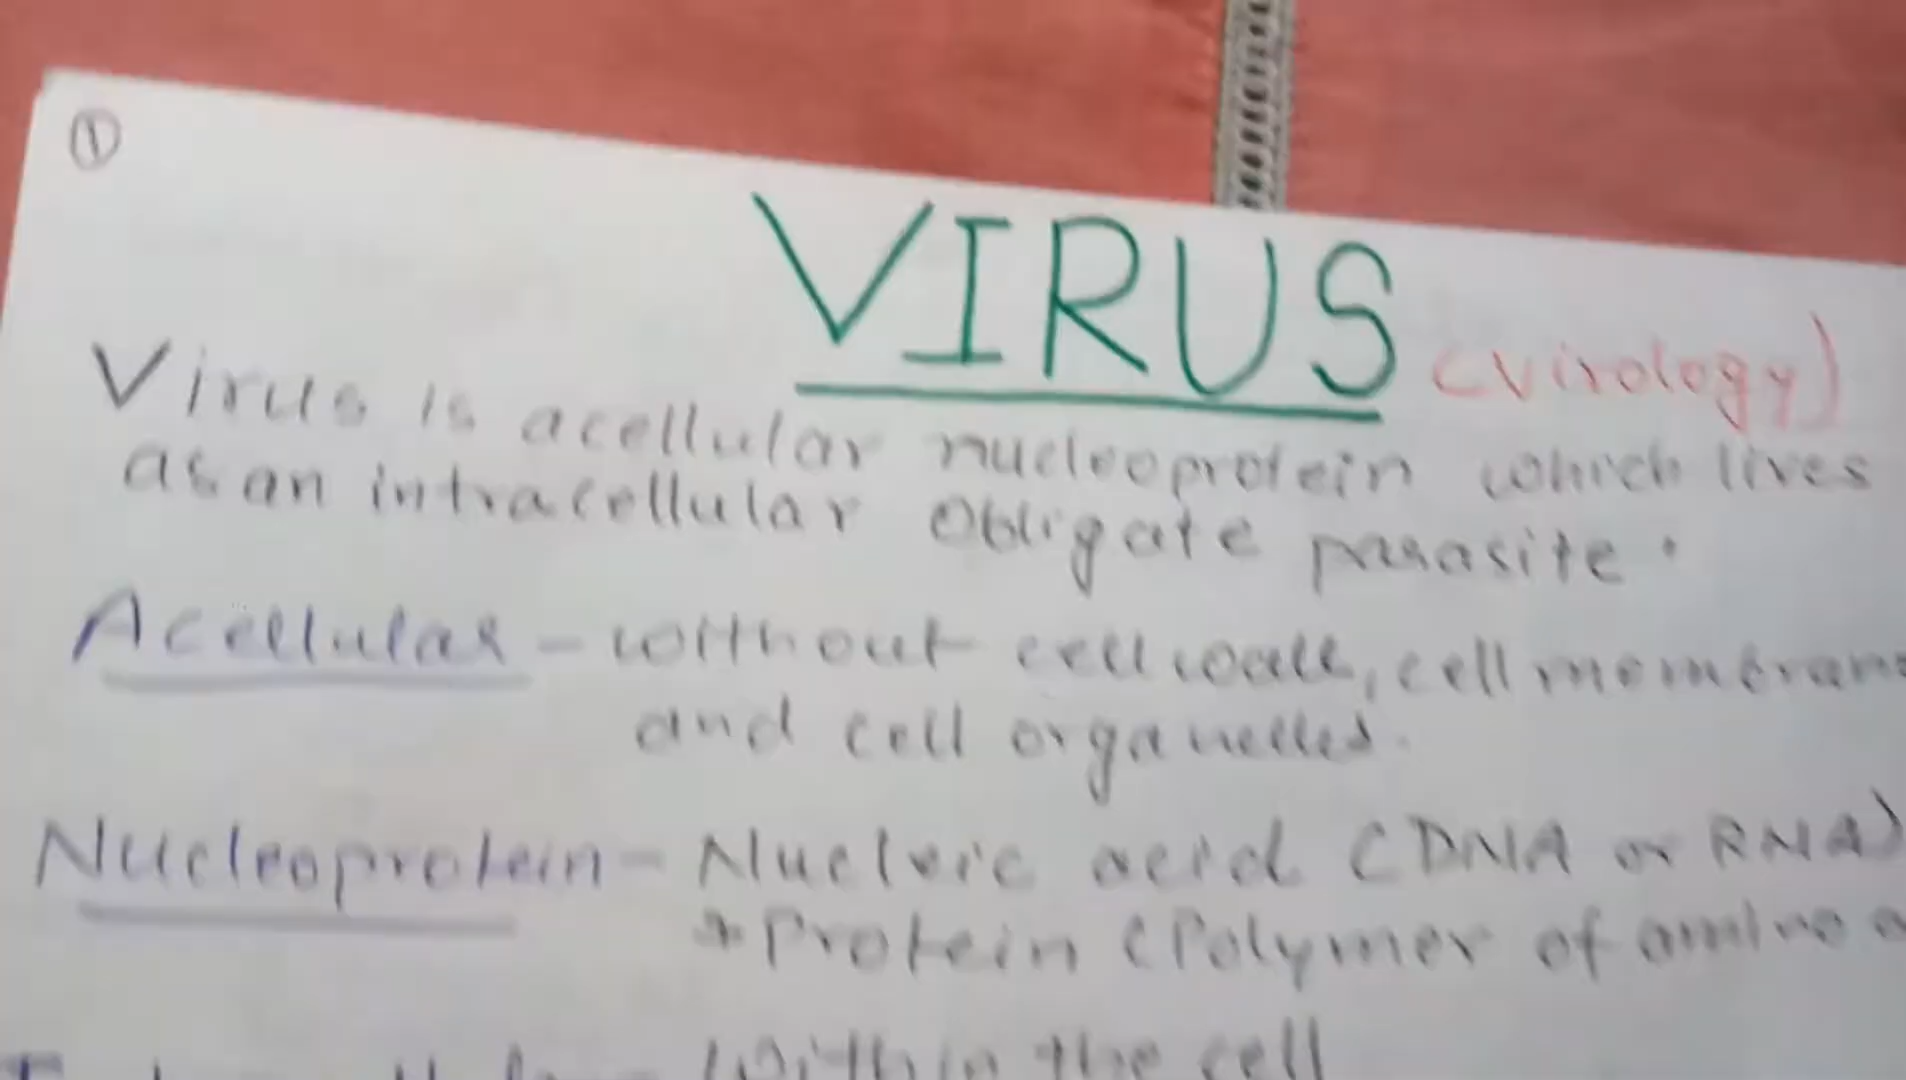 ①
VIRUS (virology)
Virus is acellular nucleoprotein which lives
as an intracellular obligate parasite.
Acellular - without cell wall, cell membrane
and cell organelles.
Nucleoprotein - Nucleic acid (DNA or RNA)
+ Protein (Polymer of amino
- Within the cell